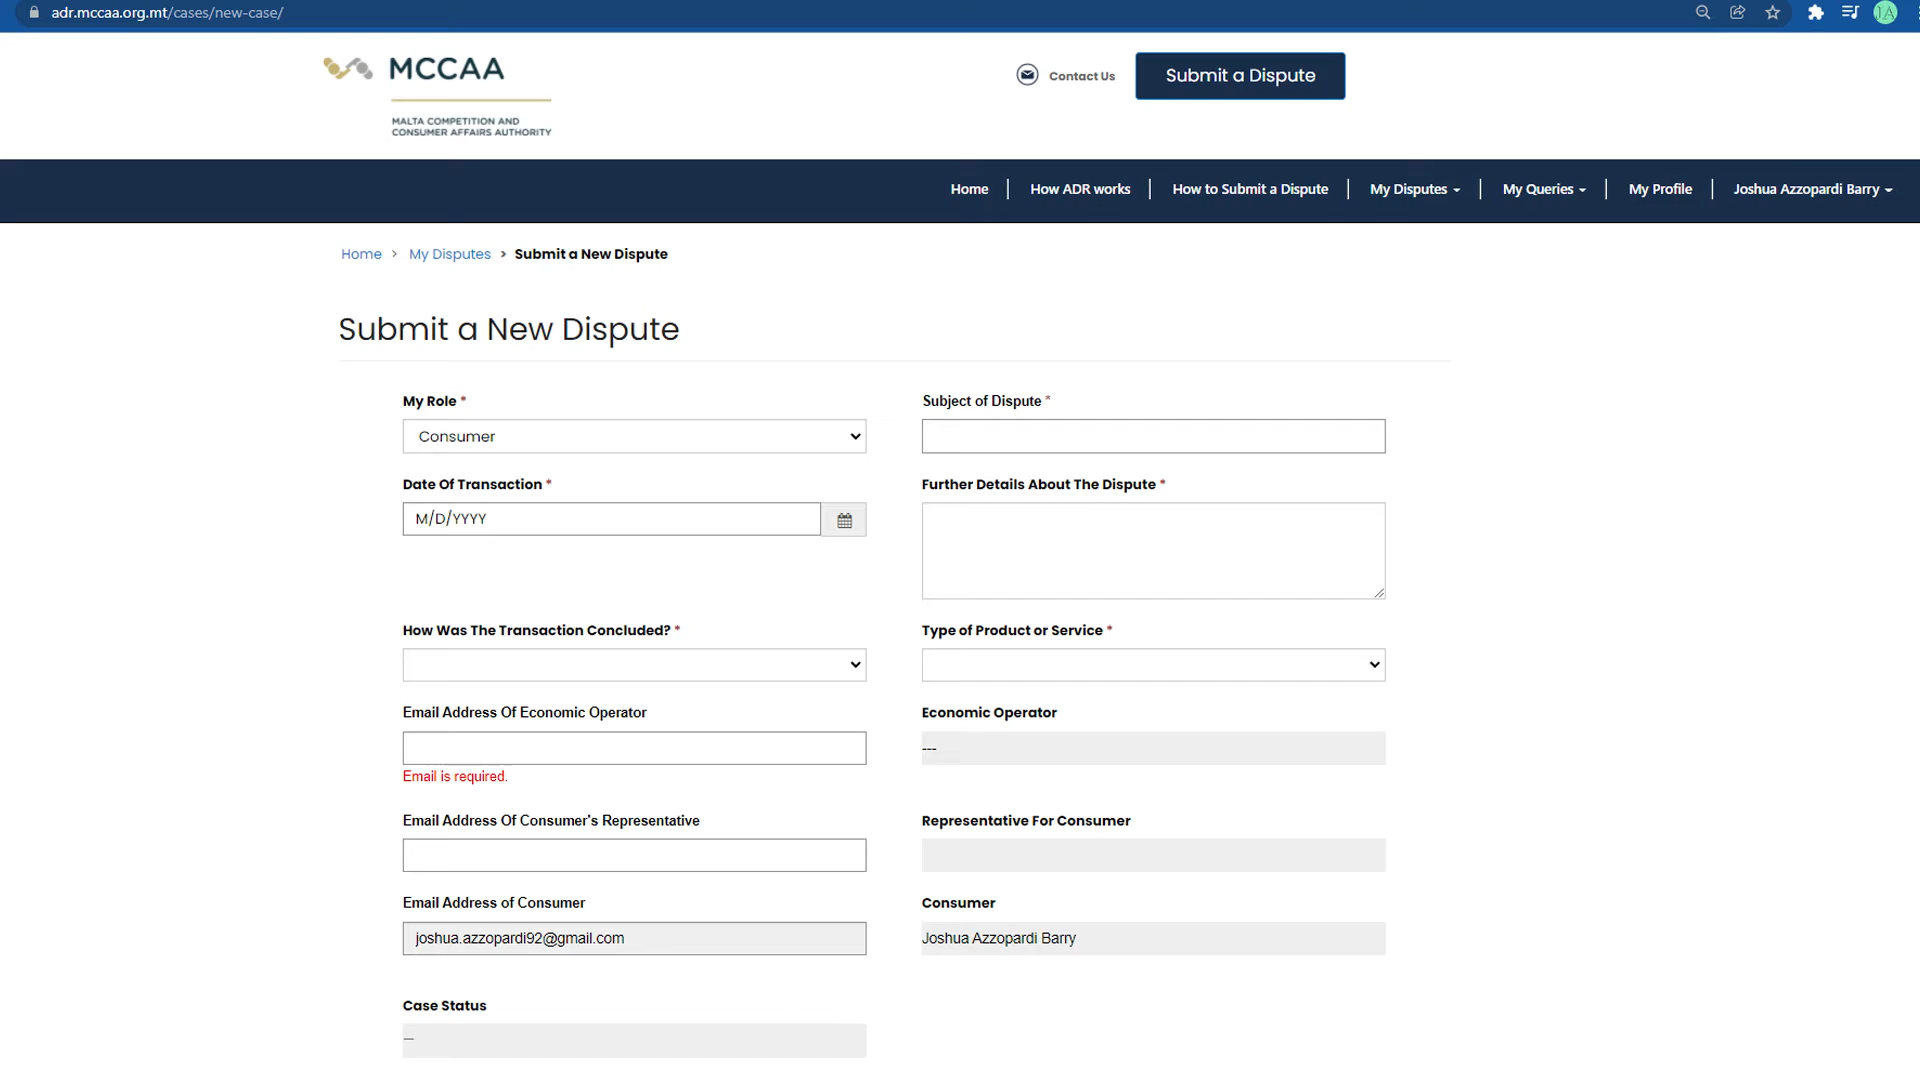 adr.mccaa.org.mt/cases/new-case/
JA
MCCAA
MALTA COMPETITION AND
CONSUMER AFFAIRS AUTHORITY
Contact Us
Submit a Dispute
Home
How ADR works
How to Submit a Dispute
My Disputes
My Queries
My Profile
Joshua Azzopardi Barry
Home > My Disputes > Submit a New Dispute
Submit a New Dispute
My Role *
Subject of Dispute *
Consumer
Date Of Transaction *
Further Details About The Dispute *
M/D/YYYY
How Was The Transaction Concluded? *
Type of Product or Service *
Email Address Of Economic Operator
Economic Operator
---
Email is required.
Email Address Of Consumer's Representative
Representative For Consumer
Email Address of Consumer
Consumer
joshua.azzopardi92@gmail.com
Joshua Azzopardi Barry
Case Status
—